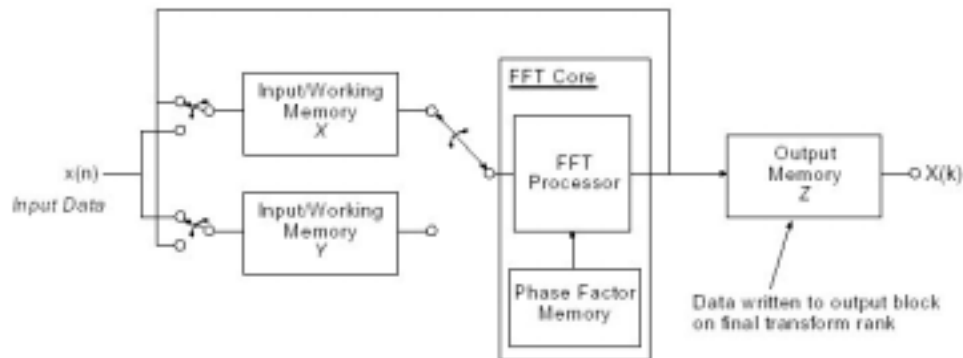 FFT Core
Input/Working
Memory
X
FFT
Processor
Output
Memory
Z
X(k)
x(n)
Input Data
Input/Working
Memory
Y
Phase Factor
Memory
Data written to output block
on final transform rank